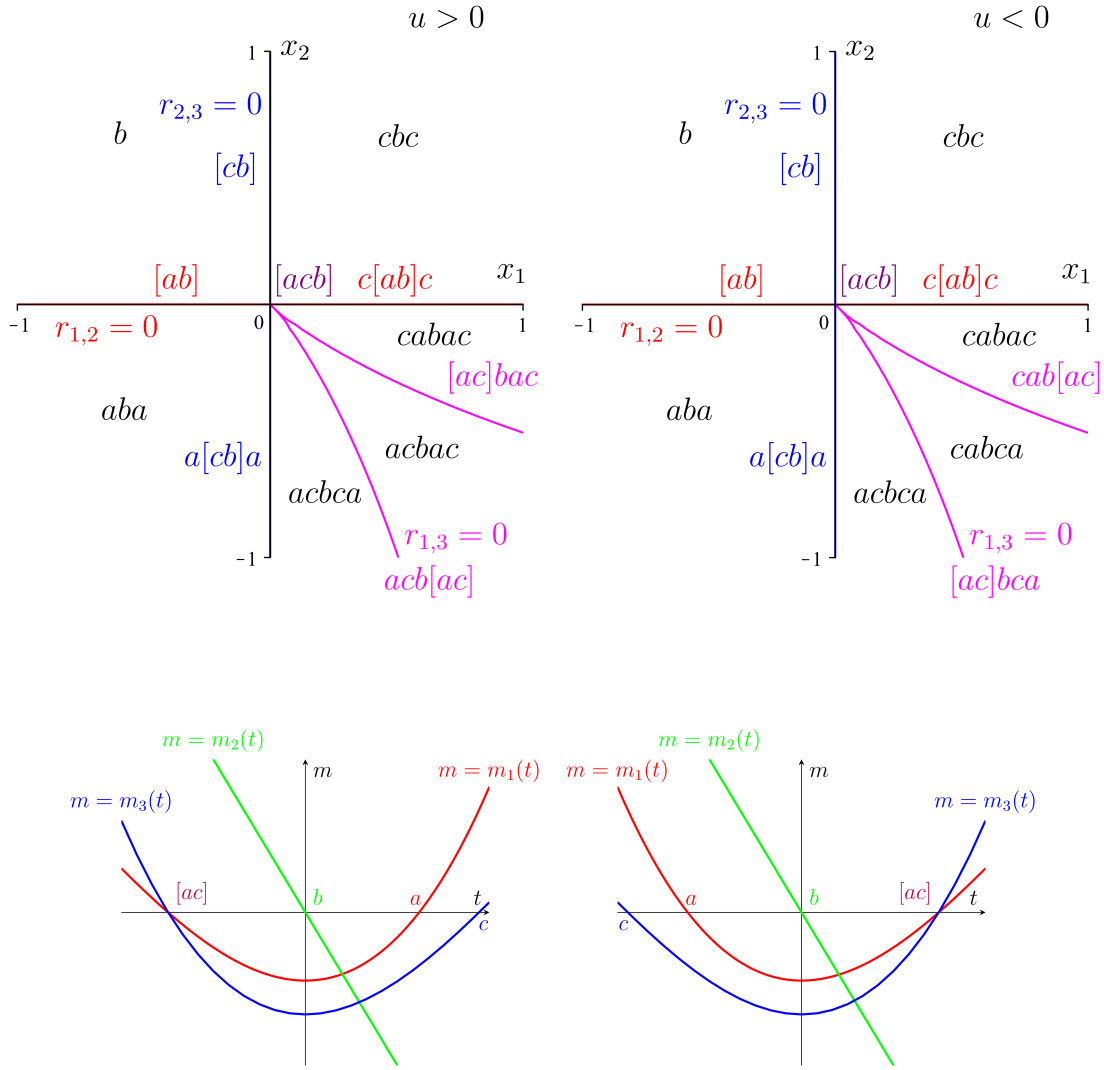 u > 0
1 x₂
r₂,₃ = 0
b
cbc
[cb]
[ab] [acb] c[ab]c x₁
-1 r₁,₂ = 0 0 1
cabac
[ac]bac
aba
acbac
a[cb]a
acbca
r₁,₃ = 0
-1
acb[ac]
u < 0
1 x₂
r₂,₃ = 0
b
cbc
[cb]
[ab] [acb] c[ab]c x₁
-1 r₁,₂ = 0 0 1
cabac
cab[ac]
aba
cabca
a[cb]a
acbca
r₁,₃ = 0
-1
[ac]bca
m = m₂(t)
m m = m₁(t)
m = m₃(t)
[ac] b a t
c
m = m₂(t)
m = m₁(t) m
m = m₃(t)
a b [ac] t
c